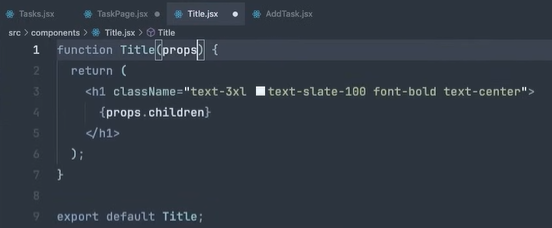 Tasks.jsx TaskPage.jsx Title.jsx AddTask.jsx
src > components > Title.jsx > Title
1 function Title(props) {
2 return (
3 <h1 className="text-3xl text-slate-100 font-bold text-center">
4 {props.children}
5 </h1>
6 );
7 }
8
9 export default Title;